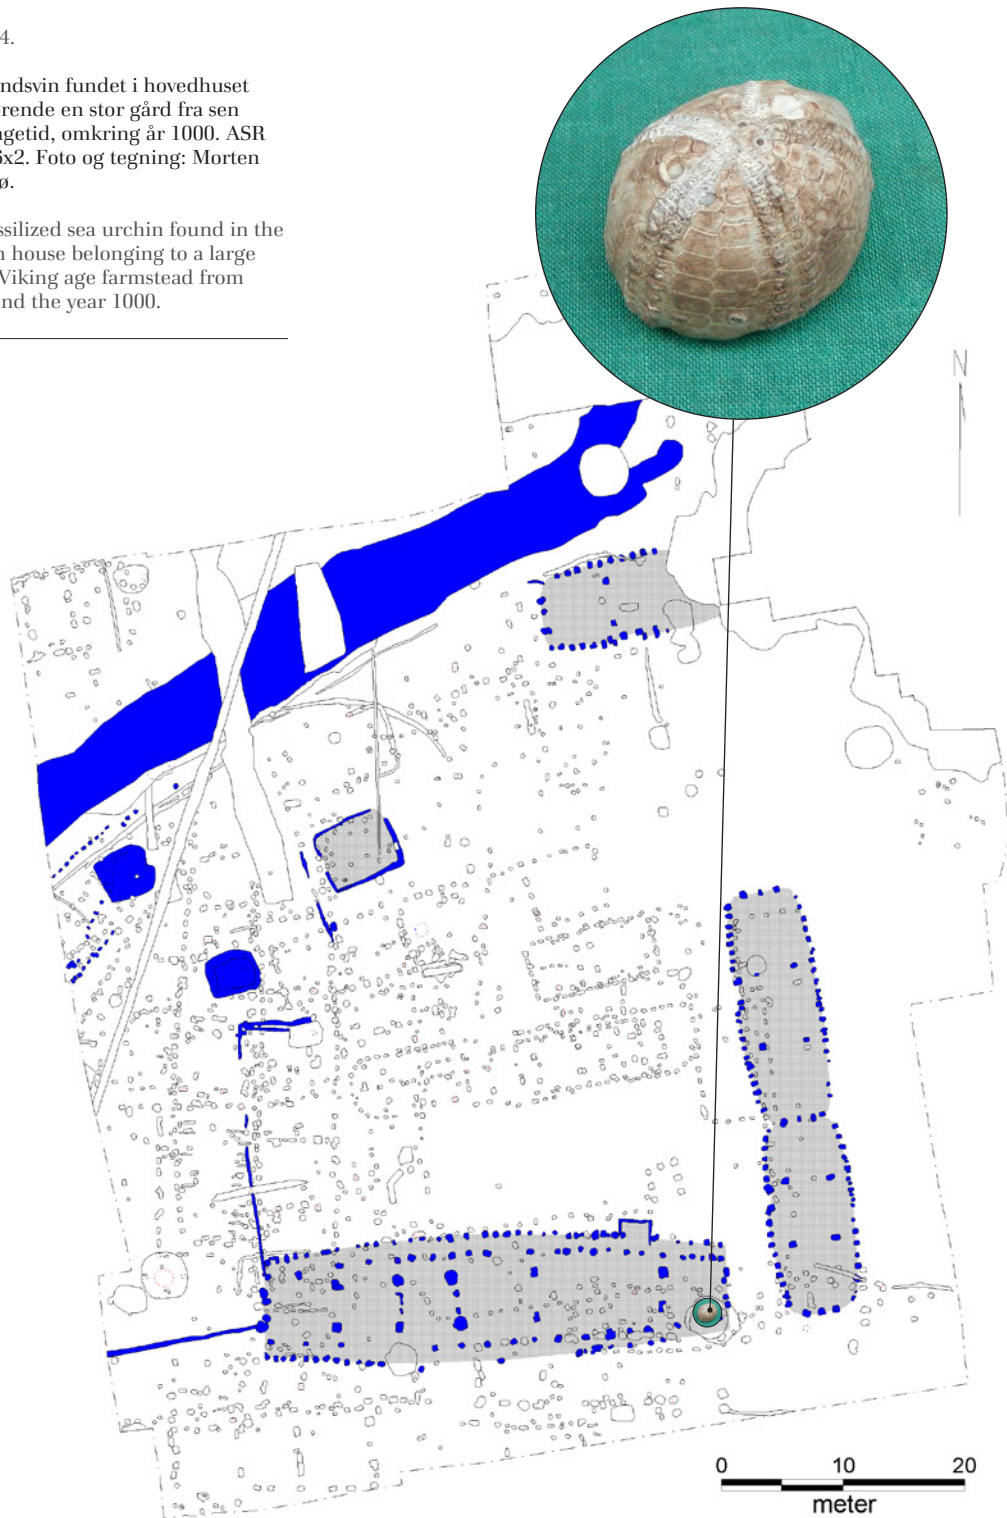 4.
ndsvin fundet i hovedhuset
ørende en stor gård fra sen
ngetid, omkring år 1000. ASR
6x2. Foto og tegning: Morten
ø.
ssilized sea urchin found in the
n house belonging to a large
Viking age farmstead from
ind the year 1000.
N
0 10 20
meter